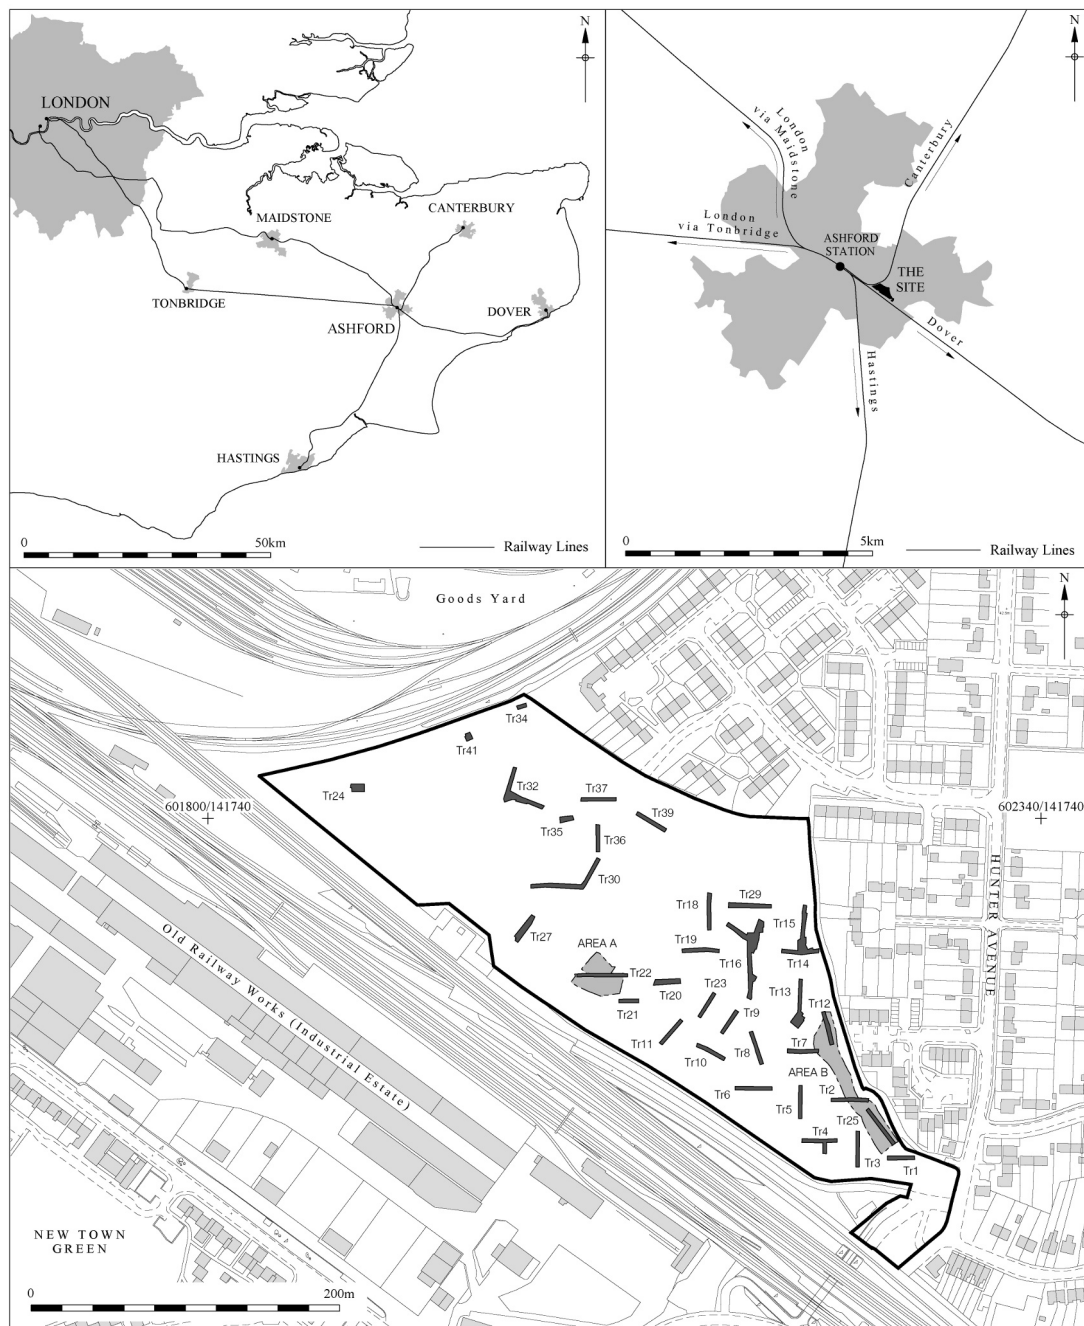 N
LONDON
MAIDSTONE
CANTERBURY
TONBRIDGE
ASHFORD
DOVER
HASTINGS
0
50km
Railway Lines
N
London
via Maidstone
Canterbury
London
via Tonbridge
ASHFORD
STATION
THE
SITE
Dover
Hastings
0
5km
Railway Lines
Goods Yard
N
Tr34
Tr41
Tr24
Tr32
Tr37
Tr35
Tr39
Tr36
Tr30
601800/141740
602340/141740
HUNTER AVENUE
Tr18
Tr29
Tr15
Tr27
AREA A
Tr19
Tr16
Tr14
Tr22
Tr20
Tr23
Tr13
Tr21
Tr9
Tr12
Tr11
Tr10
Tr8
Tr7
AREA B
Tr6
Tr2
Tr5
Tr25
Tr4
Tr3
Tr1
Old Railway Works (Industrial Estate)
NEW TOWN
GREEN
0
200m